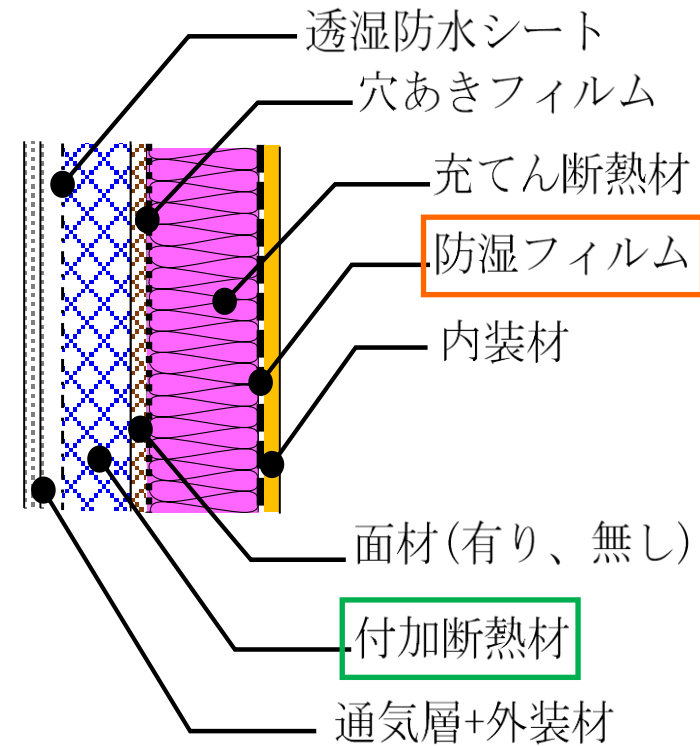 透湿防水シート
穴あきフィルム
充てん断熱材
防湿フィルム
内装材
面材(有り、無し)
付加断熱材
通気層+外装材